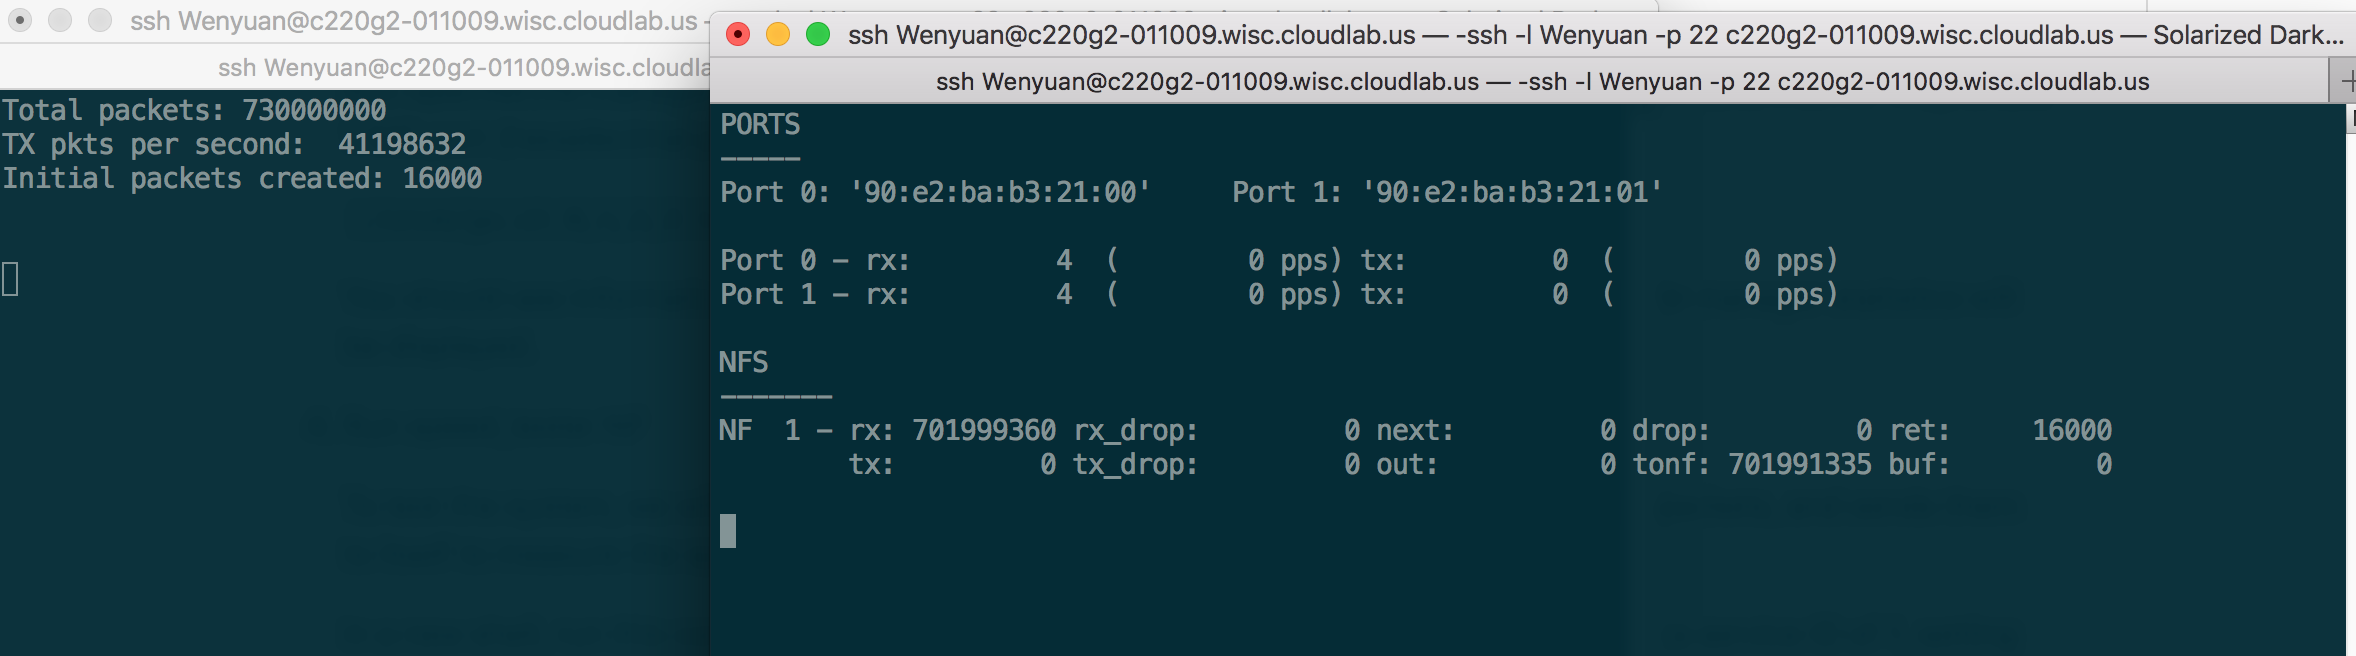 ssh Wenyuan@c220g2-011009.wisc.cloudlab.us
ssh Wenyuan@c220g2-011009.wisc.cloudla
Total packets: 730000000
TX pkts per second:  41198632
Initial packets created: 16000
ssh Wenyuan@c220g2-011009.wisc.cloudlab.us — -ssh -l Wenyuan -p 22 c220g2-011009.wisc.cloudlab.us — Solarized Dark...
ssh Wenyuan@c220g2-011009.wisc.cloudlab.us — -ssh -l Wenyuan -p 22 c220g2-011009.wisc.cloudlab.us
PORTS
-----
Port 0: '90:e2:ba:b3:21:00'     Port 1: '90:e2:ba:b3:21:01'
Port 0 - rx:         4  (        0 pps) tx:         0  (        0 pps)
Port 1 - rx:         4  (        0 pps) tx:         0  (        0 pps)
NFS
-------
NF  1 - rx: 701999360 rx_drop:         0 next:         0 drop:         0 ret:     16000
        tx:         0 tx_drop:         0 out:          0 tonf: 701991335 buf:         0